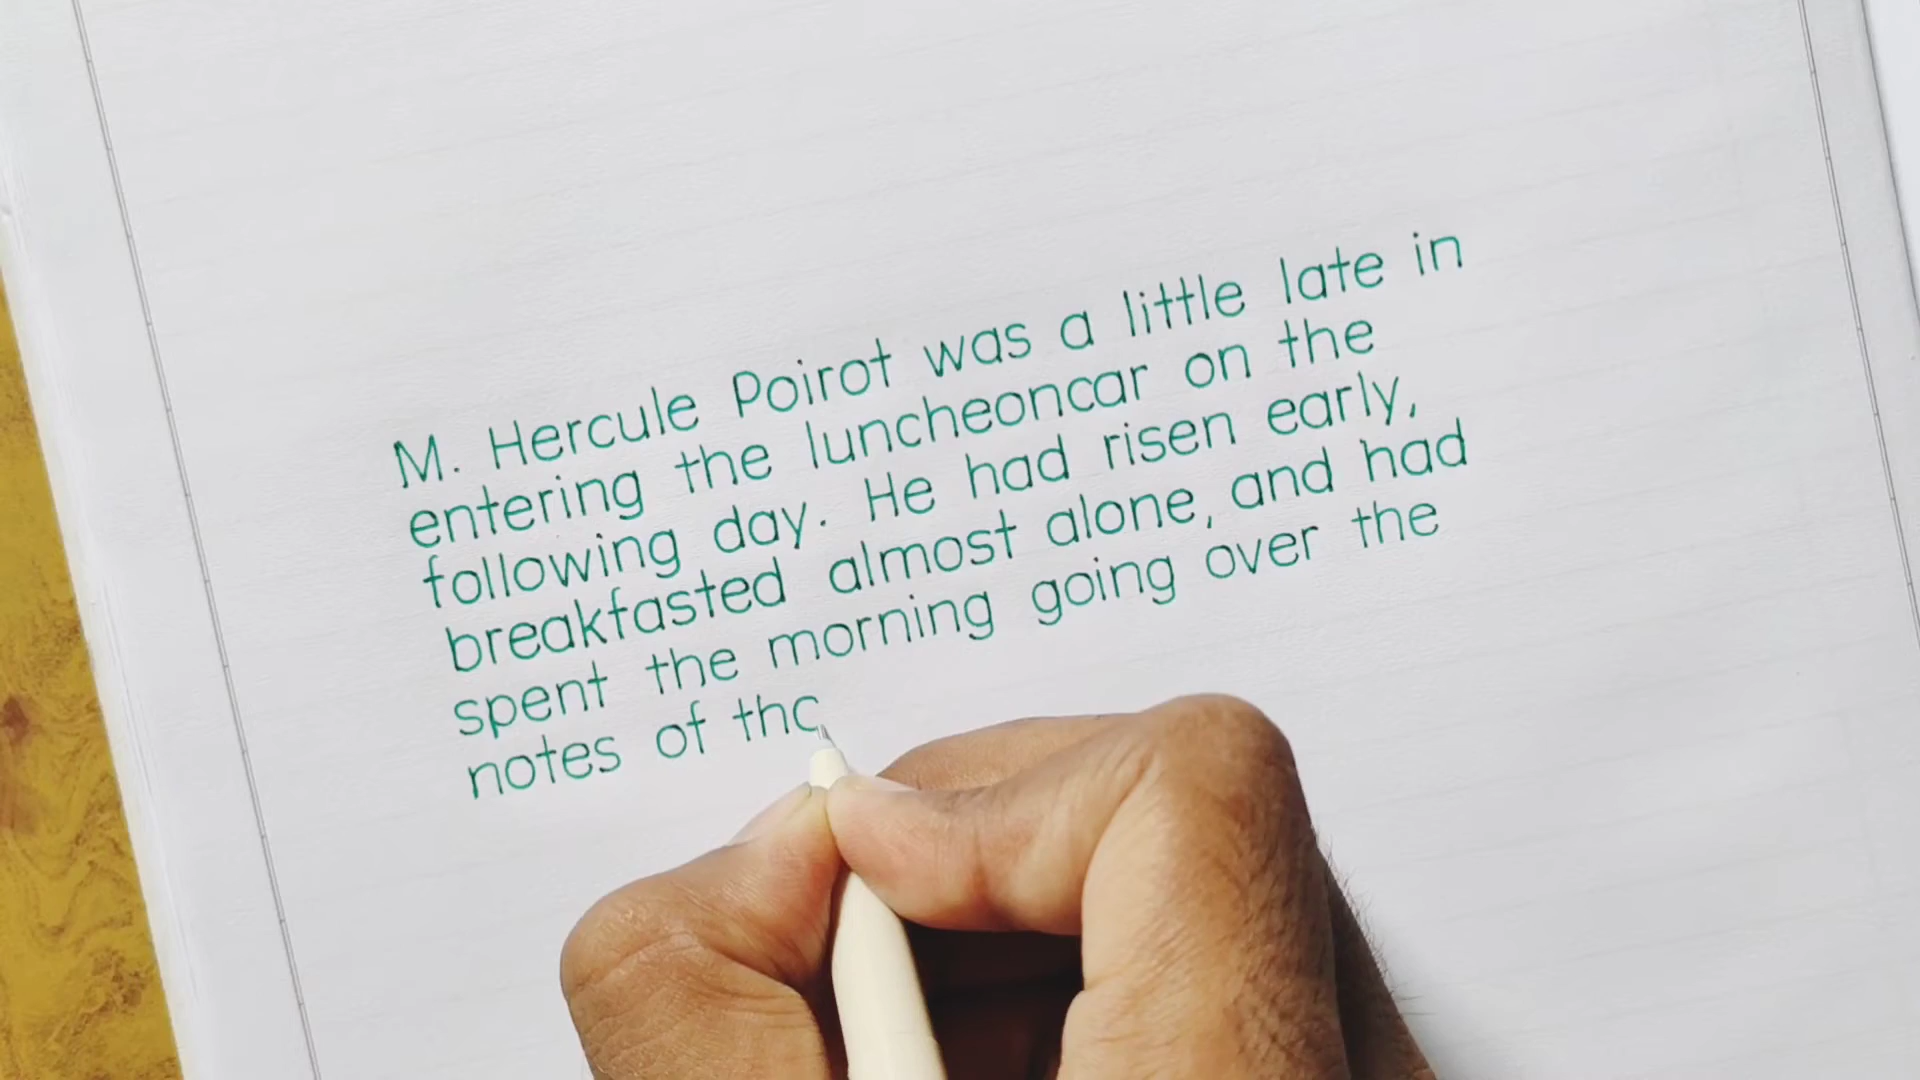 M. Hercule Poirot was a little late in
entering the luncheoncar on the
following day. He had risen early,
breakfasted almost alone, and had
spent the morning going over the
notes of thc